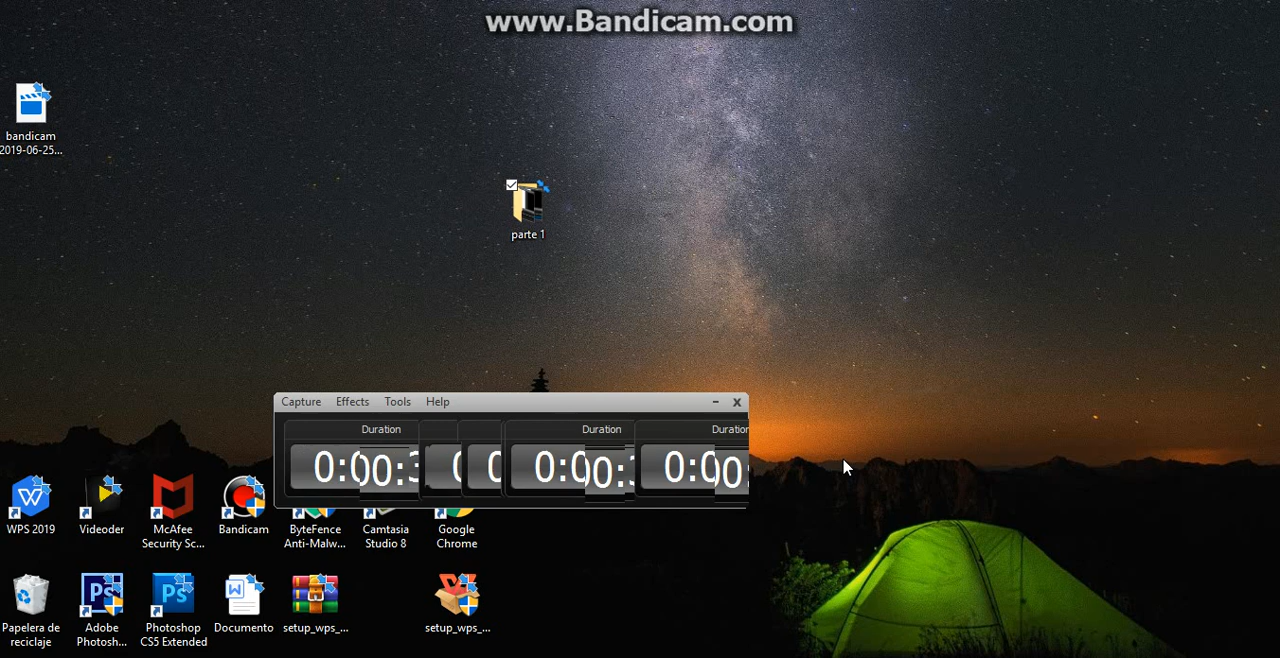 www.Bandicam.com
bandicam
2019-06-25...
parte 1
Capture Effects Tools Help
Duration Duration Duration
WPS 2019
Videoder
McAfee
Security Sc...
Bandicam
ByteFence
Anti-Malw...
Camtasia
Studio 8
Google
Chrome
Papelera de
reciclaje
Adobe
Photosh...
Photoshop
CS5 Extended
Documento
setup_wps_...
setup_wps_...